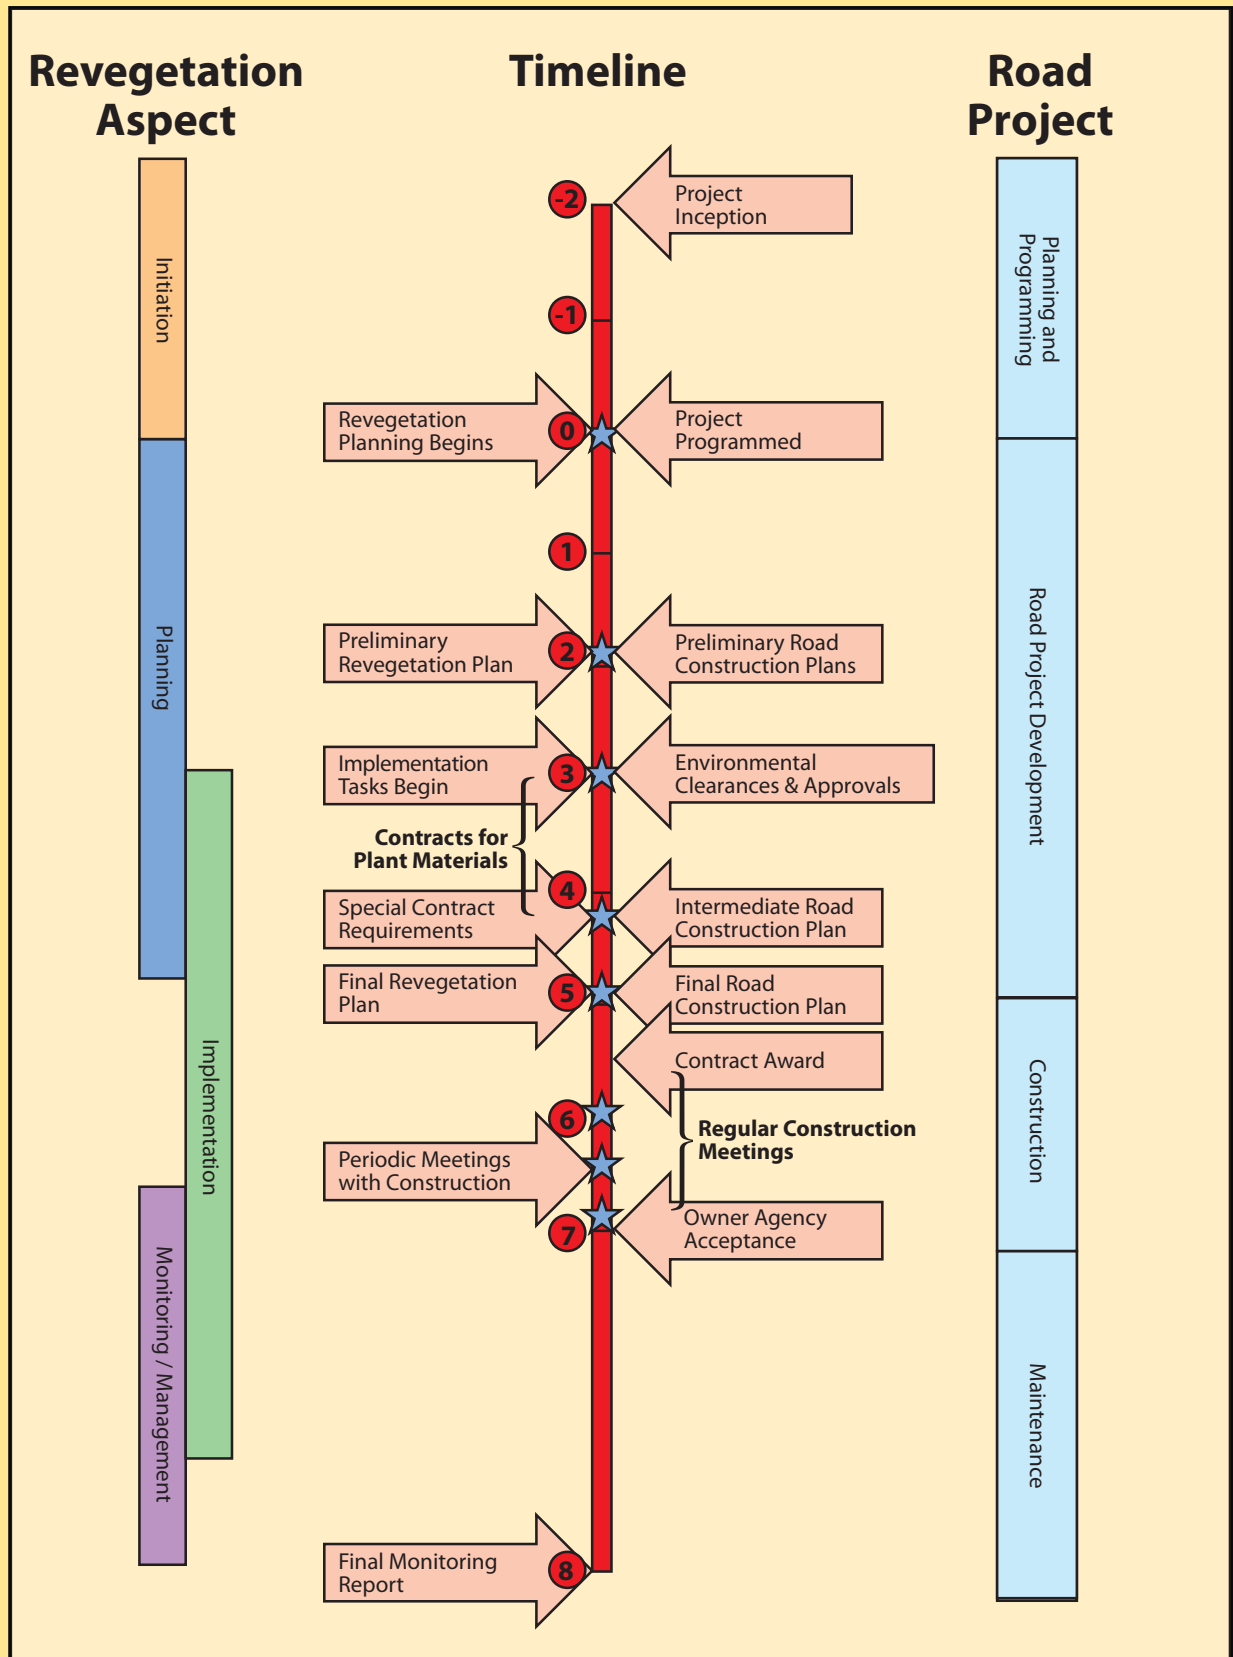 Revegetation
Aspect
Timeline
Road
Project
Initiation
Planning
Implementation
Monitoring / Management
-2
Project
Inception
-1
Revegetation
Planning Begins
0
Project
Programmed
1
Preliminary
Revegetation Plan
2
Preliminary Road
Construction Plans
Implementation
Tasks Begin
3
Environmental
Clearances & Approvals
Contracts for
Plant Materials
4
Special Contract
Requirements
Intermediate Road
Construction Plan
Final Revegetation
Plan
5
Final Road
Construction Plan
Contract Award
6
Regular Construction
Meetings
Periodic Meetings
with Construction
7
Owner Agency
Acceptance
Final Monitoring
Report
8
Planning and
Programming
Road Project Development
Construction
Maintenance